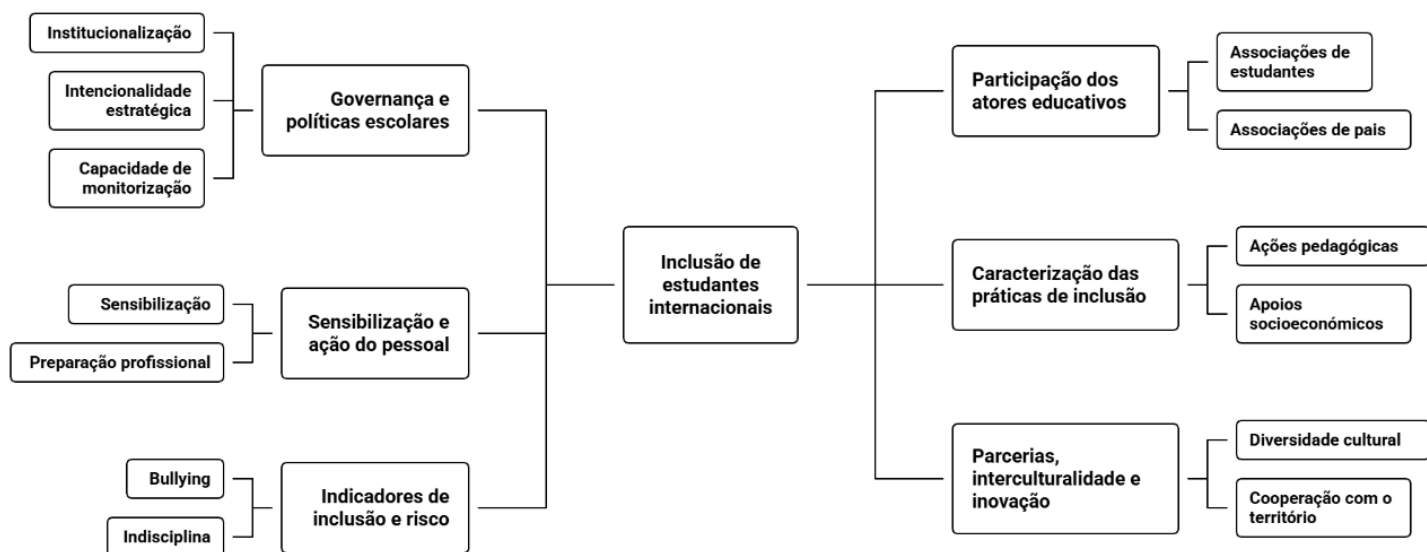 Institucionalização
Intencionalidade
estratégica
Capacidade de
monitorização
Governança e
políticas escolares
Sensibilização
Preparação profissional
Sensibilização e
ação do pessoal
Bullying
Indisciplina
Indicadores de
inclusão e risco
Inclusão de
estudantes
internacionais
Participação dos
atores educativos
Associações de
estudantes
Associações de pais
Caracterização das
práticas de inclusão
Ações pedagógicas
Apoios
socioeconómicos
Parcerias,
interculturalidade e
inovação
Diversidade cultural
Cooperação com o
território